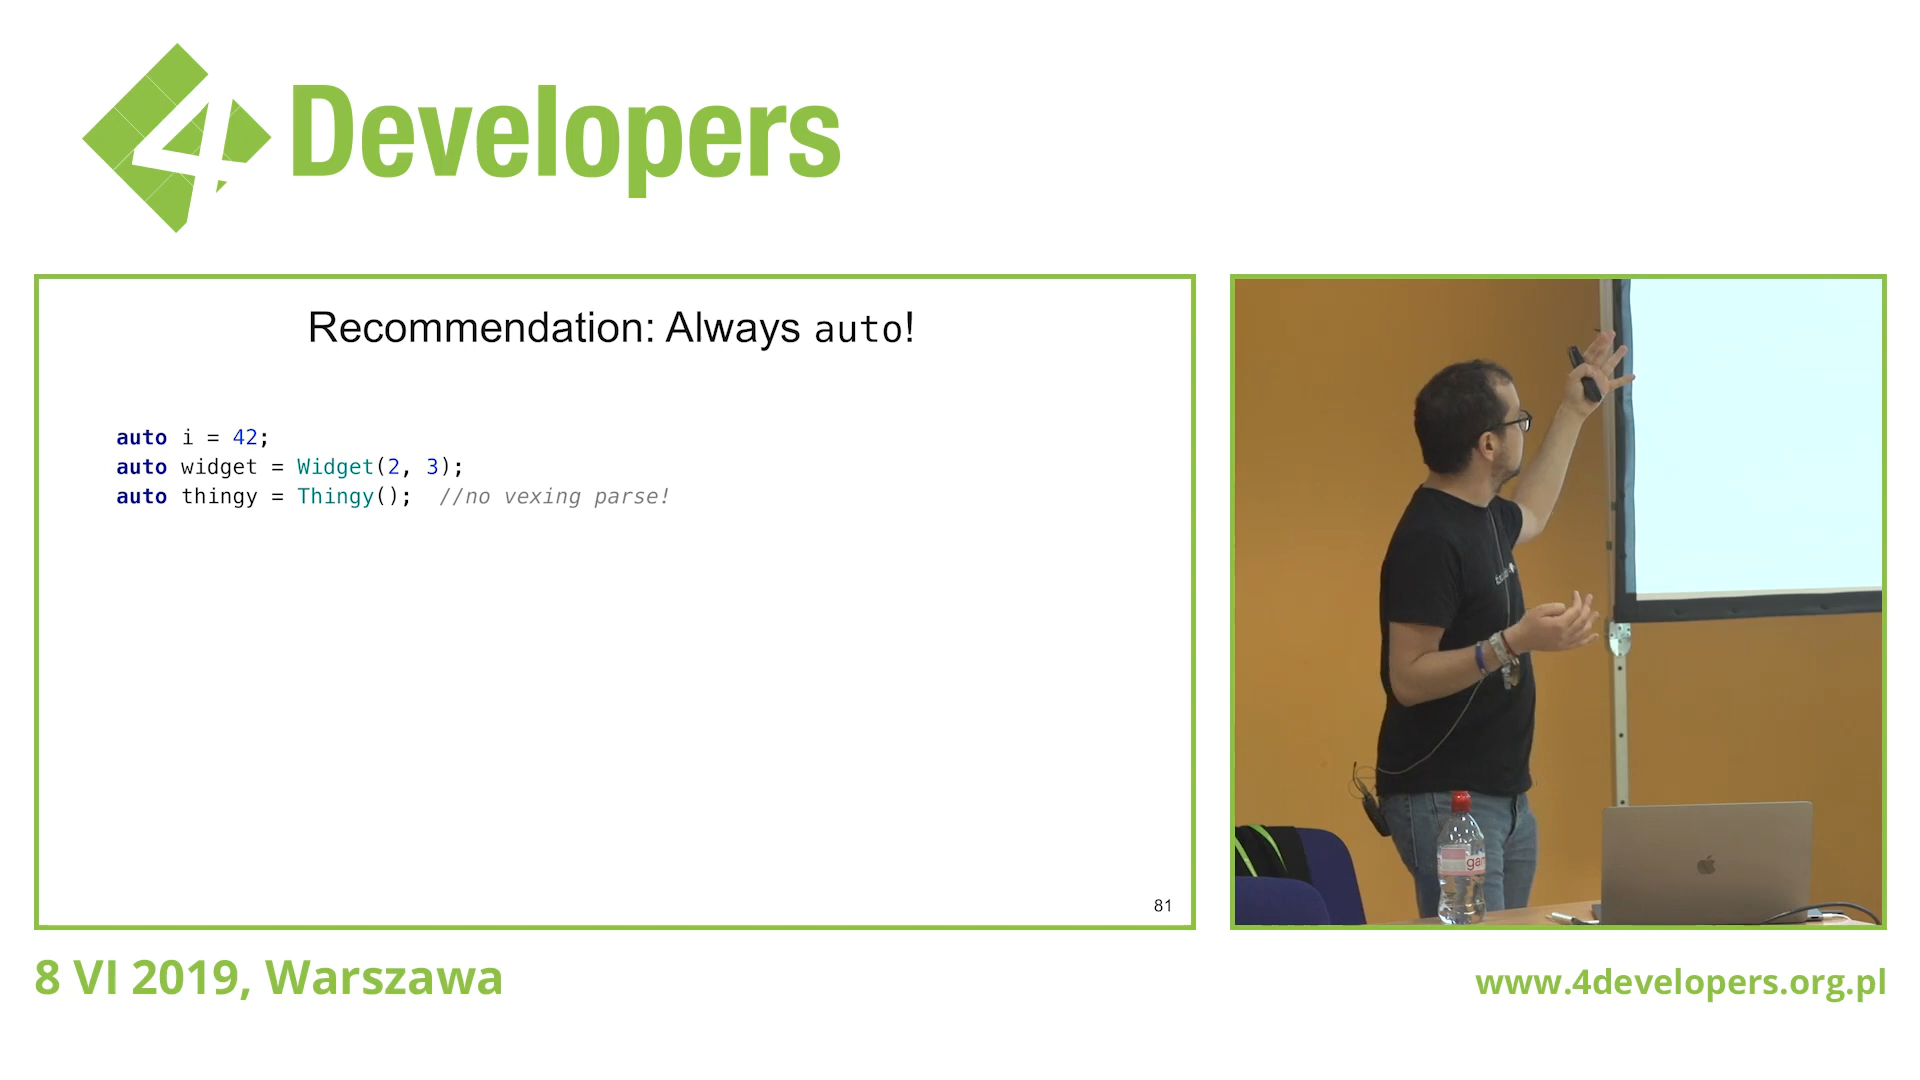 4Developers
Recommendation: Always auto!
auto i = 42;
auto widget = Widget(2, 3);
auto thingy = Thingy();  //no vexing parse!
81
8 VI 2019, Warszawa
www.4developers.org.pl